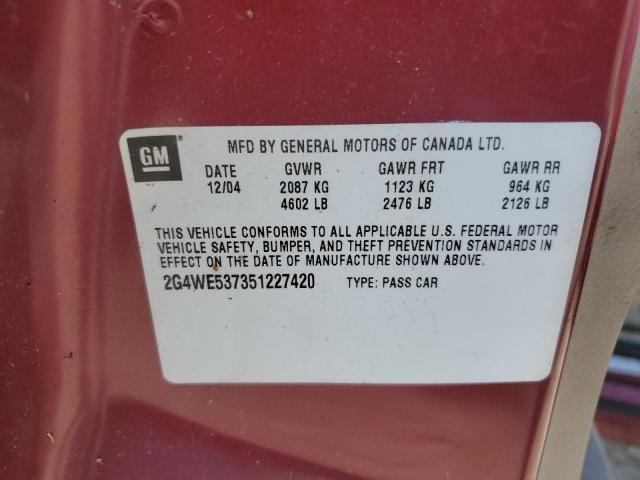 GM
MFD BY GENERAL MOTORS OF CANADA LTD.
DATE GVWR GAWR FRT GAWR RR
12/04 2087 KG 1123 KG 964 KG
4602 LB 2476 LB 2126 LB
THIS VEHICLE CONFORMS TO ALL APPLICABLE U.S. FEDERAL MOTOR
VEHICLE SAFETY, BUMPER, AND THEFT PREVENTION STANDARDS IN
EFFECT ON THE DATE OF MANUFACTURE SHOWN ABOVE.
2G4WE537351227420 TYPE: PASS CAR